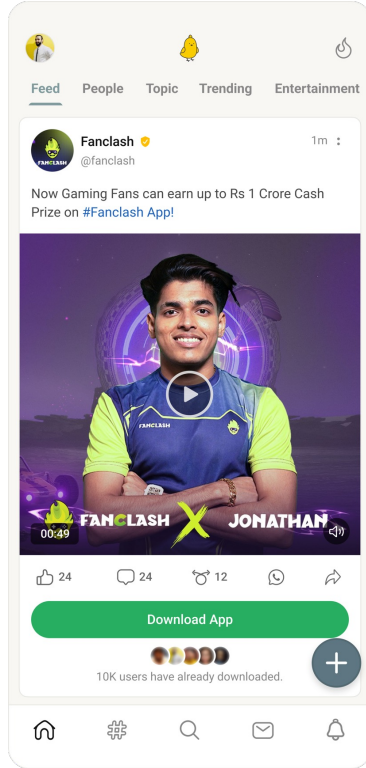 Feed People Topic Trending Entertainment
FANCLASH
Fanclash
1m
@fanclash
Now Gaming Fans can earn up to Rs 1 Crore Cash
Prize on #Fanclash App!
FANCLASH
FANCLASH X JONATHAN
00:49
24 24 12
Download App
10K users have already downloaded.